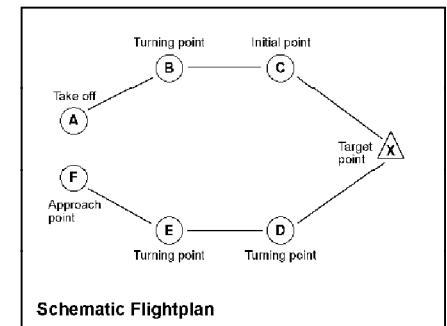 Turning point
Initial point
B
C
Take off
A
Target
point
X
F
Approach
point
E
D
Turning point
Turning point
Schematic Flightplan